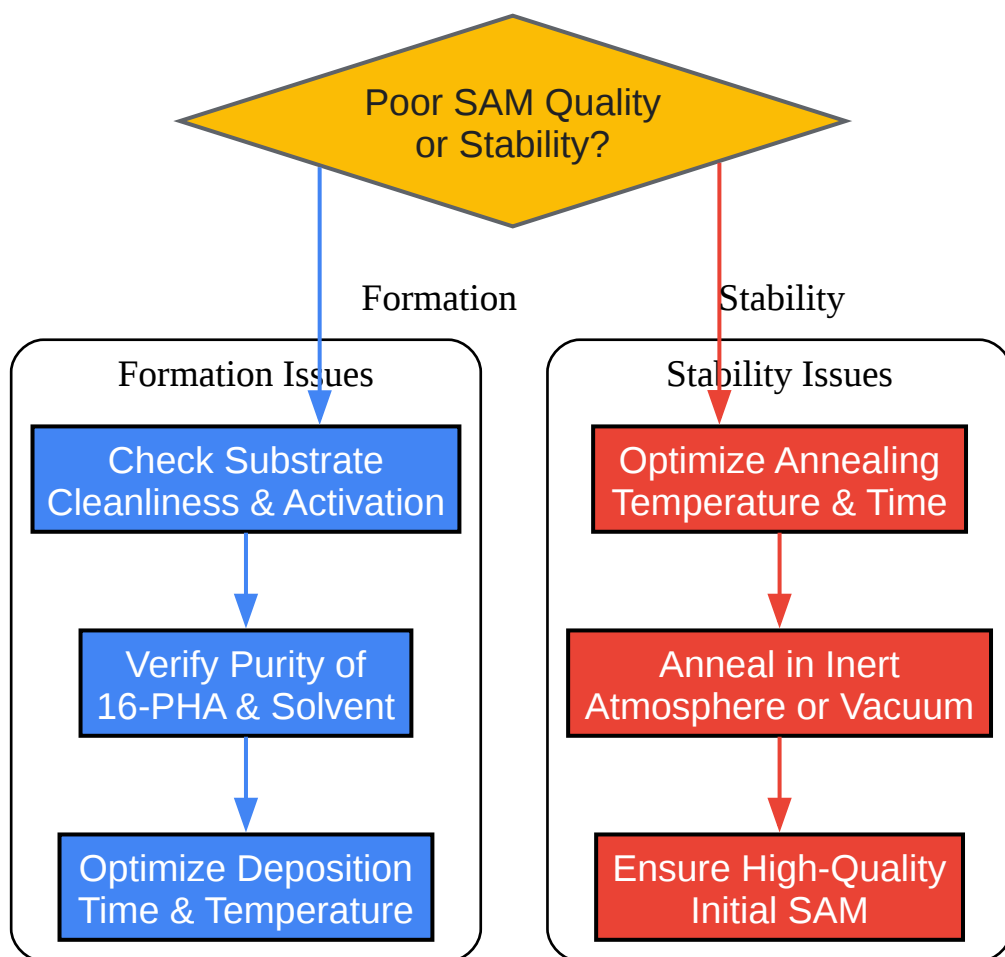 Poor SAM Quality
or Stability?
Formation
Stability
Formation Issues
Check Substrate
Cleanliness & Activation
Verify Purity of
16-PHA & Solvent
Optimize Deposition
Time & Temperature
Stability Issues
Optimize Annealing
Temperature & Time
Anneal in Inert
Atmosphere or Vacuum
Ensure High-Quality
Initial SAM